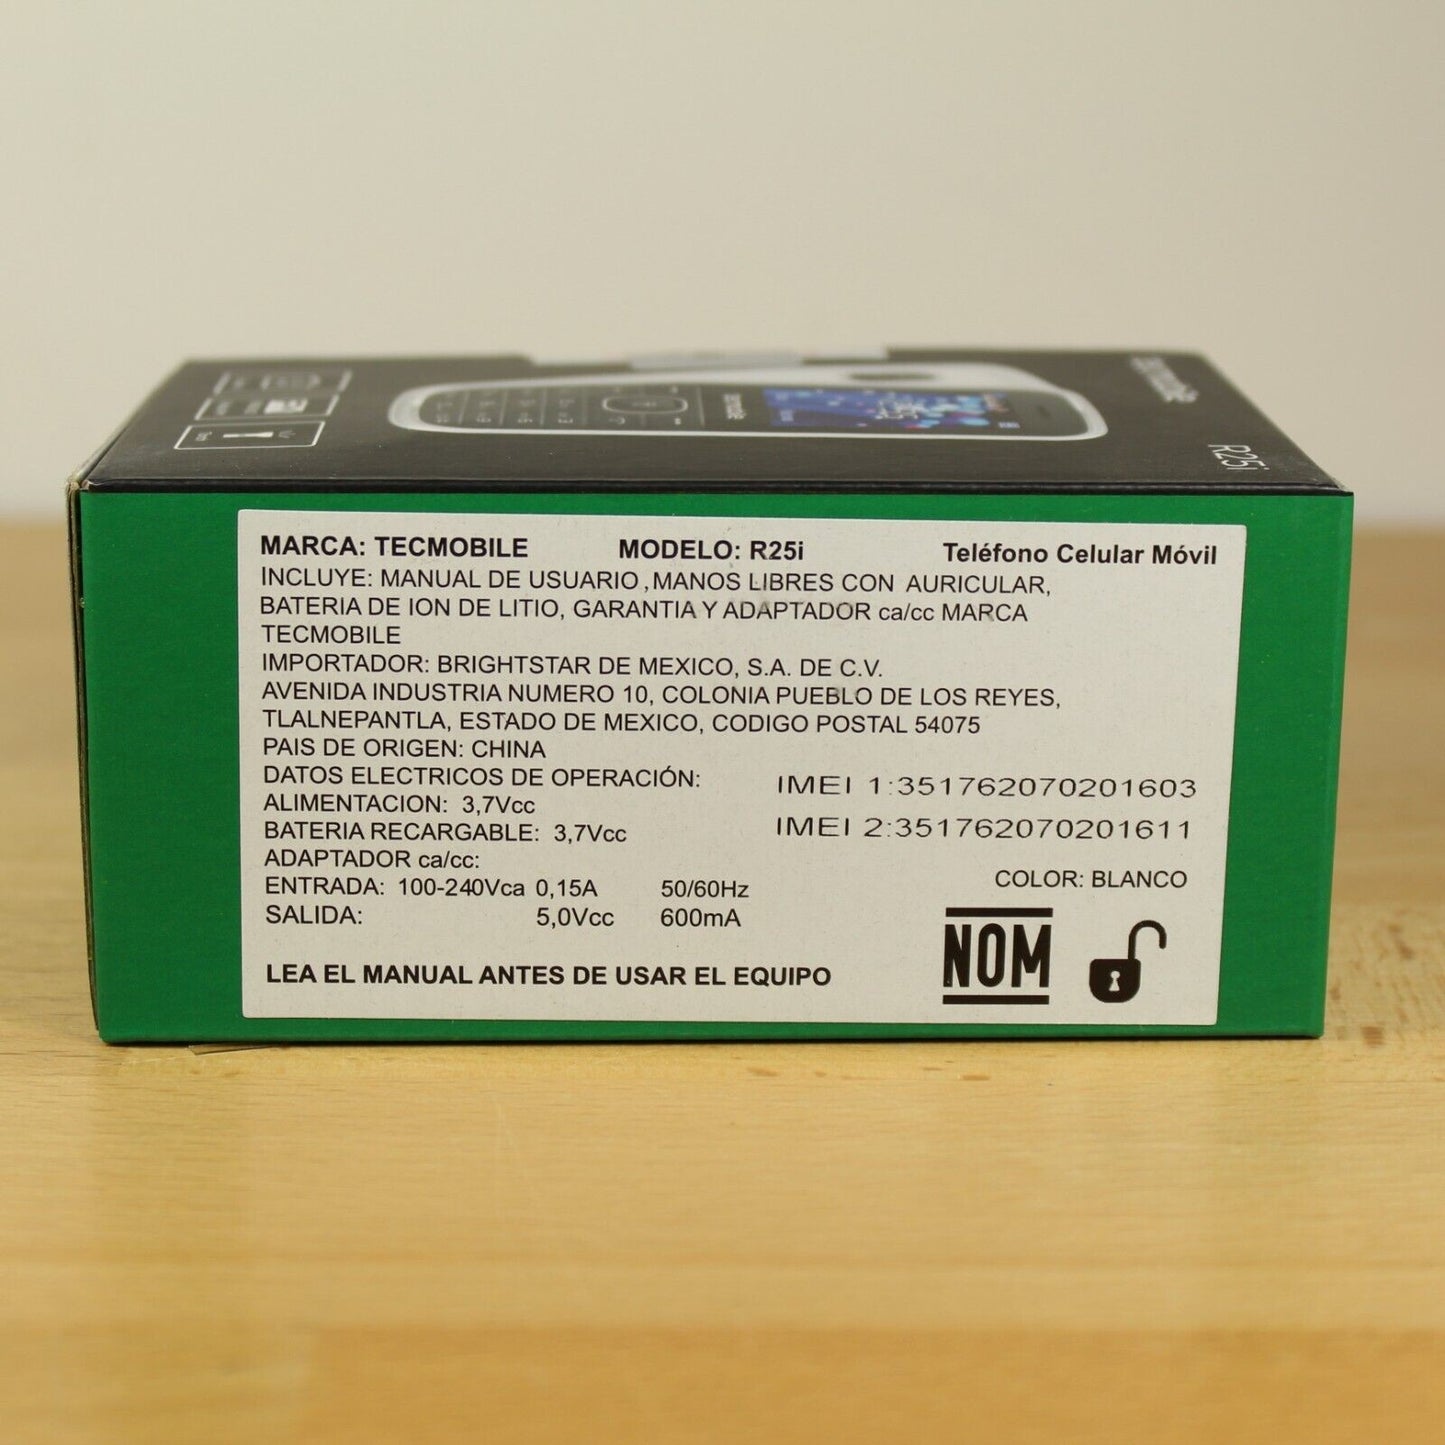 R25i
MARCA: TECMOBILE MODELO: R25i Teléfono Celular Móvil
INCLUYE: MANUAL DE USUARIO ,MANOS LIBRES CON AURICULAR,
BATERIA DE ION DE LITIO, GARANTIA Y ADAPTADOR ca/cc MARCA
TECMOBILE
IMPORTADOR: BRIGHTSTAR DE MEXICO, S.A. DE C.V.
AVENIDA INDUSTRIA NUMERO 10, COLONIA PUEBLO DE LOS REYES,
TLALNEPANTLA, ESTADO DE MEXICO, CODIGO POSTAL 54075
PAIS DE ORIGEN: CHINA
DATOS ELECTRICOS DE OPERACIÓN:
ALIMENTACION: 3,7Vcc
BATERIA RECARGABLE: 3,7Vcc
ADAPTADOR ca/cc:
ENTRADA: 100-240Vca 0,15A 50/60Hz
SALIDA: 5,0Vcc 600mA
LEA EL MANUAL ANTES DE USAR EL EQUIPO
IMEI 1:351762070201603
IMEI 2:351762070201611
COLOR: BLANCO
NOM